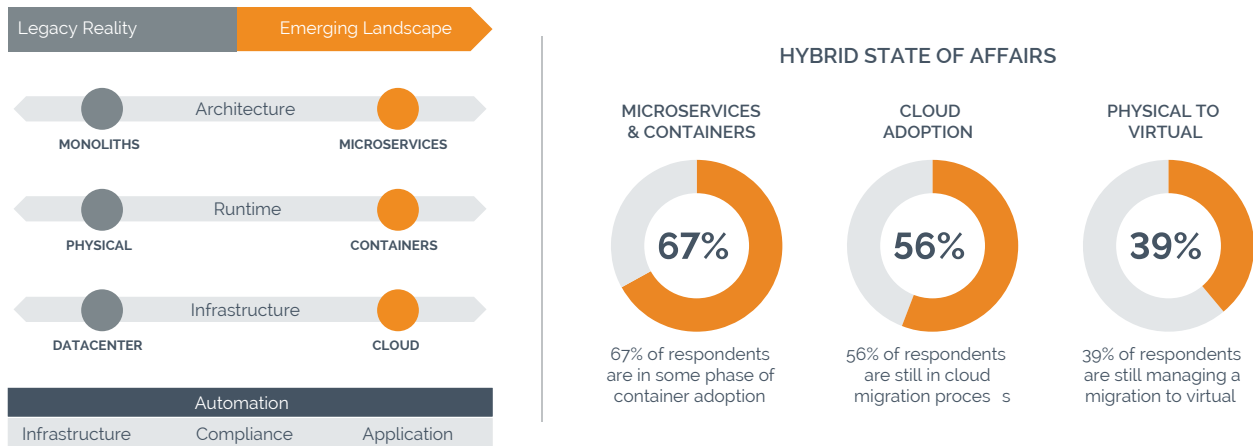 Legacy Reality
Emerging Landscape
Architecture
MONOLITHS
MICROSERVICES
Runtime
PHYSICAL
CONTAINERS
Infrastructure
DATACENTER
CLOUD
Automation
Infrastructure
Compliance
Application
HYBRID STATE OF AFFAIRS
MICROSERVICES
& CONTAINERS
67%
67% of respondents
are in some phase of
container adoption
CLOUD
ADOPTION
56%
56% of respondents
are still in cloud
migration proces s
PHYSICAL TO
VIRTUAL
39%
39% of respondents
are still managing a
migration to virtual